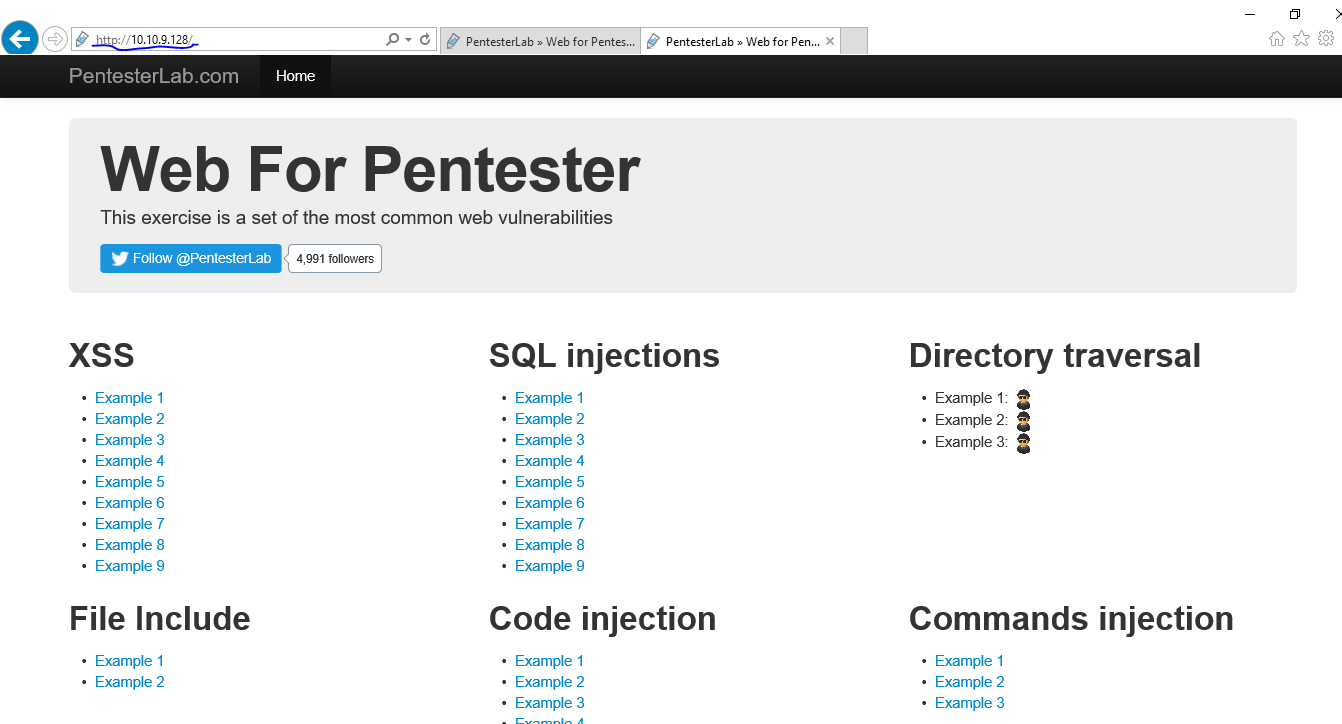 http://10.10.9.128/
PentesterLab » Web for Pentes...
PentesterLab » Web for Pen...
PentesterLab.com
Home
Web For Pentester
This exercise is a set of the most common web vulnerabilities
Follow @PentesterLab
4,991 followers
XSS
• Example 1
• Example 2
• Example 3
• Example 4
• Example 5
• Example 6
• Example 7
• Example 8
• Example 9
SQL injections
• Example 1
• Example 2
• Example 3
• Example 4
• Example 5
• Example 6
• Example 7
• Example 8
• Example 9
Directory traversal
• Example 1:
• Example 2:
• Example 3:
File Include
• Example 1
• Example 2
Code injection
• Example 1
• Example 2
• Example 3
Example 4
Commands injection
• Example 1
• Example 2
• Example 3